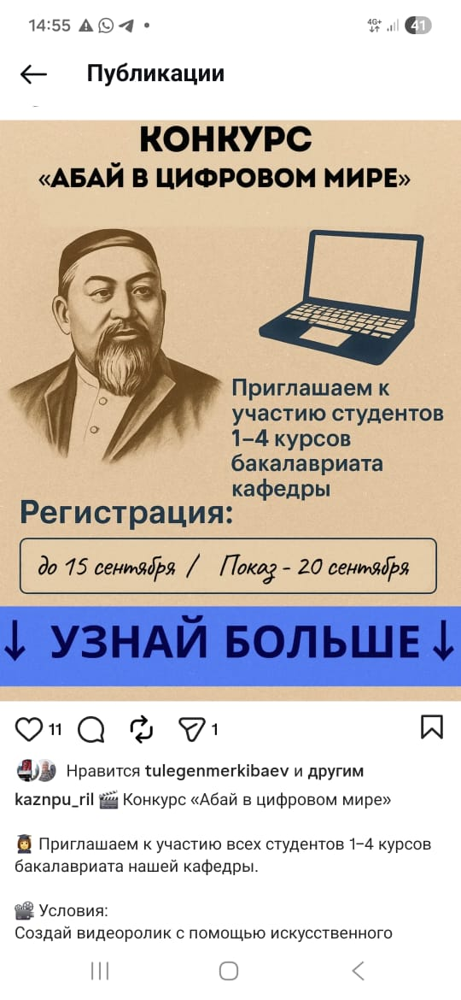 14:55
4G+
41
Публикации
КОНКУРС
«АБАЙ В ЦИФРОВОМ МИРЕ»
Приглашаем к
участию студентов
1–4 курсов
бакалавриата
кафедры
Регистрация:
до 15 сентября / Показ - 20 сентября
↓ УЗНАЙ БОЛЬШЕ ↓
11
1
Нравится tulegenmerkibaev и другим
kaznpu_ril 🎬 Конкурс «Абай в цифровом мире»
👩‍🎓 Приглашаем к участию всех студентов 1–4 курсов
бакалавриата нашей кафедры.
📽 Условия:
Создай видеоролик с помощью искусственного